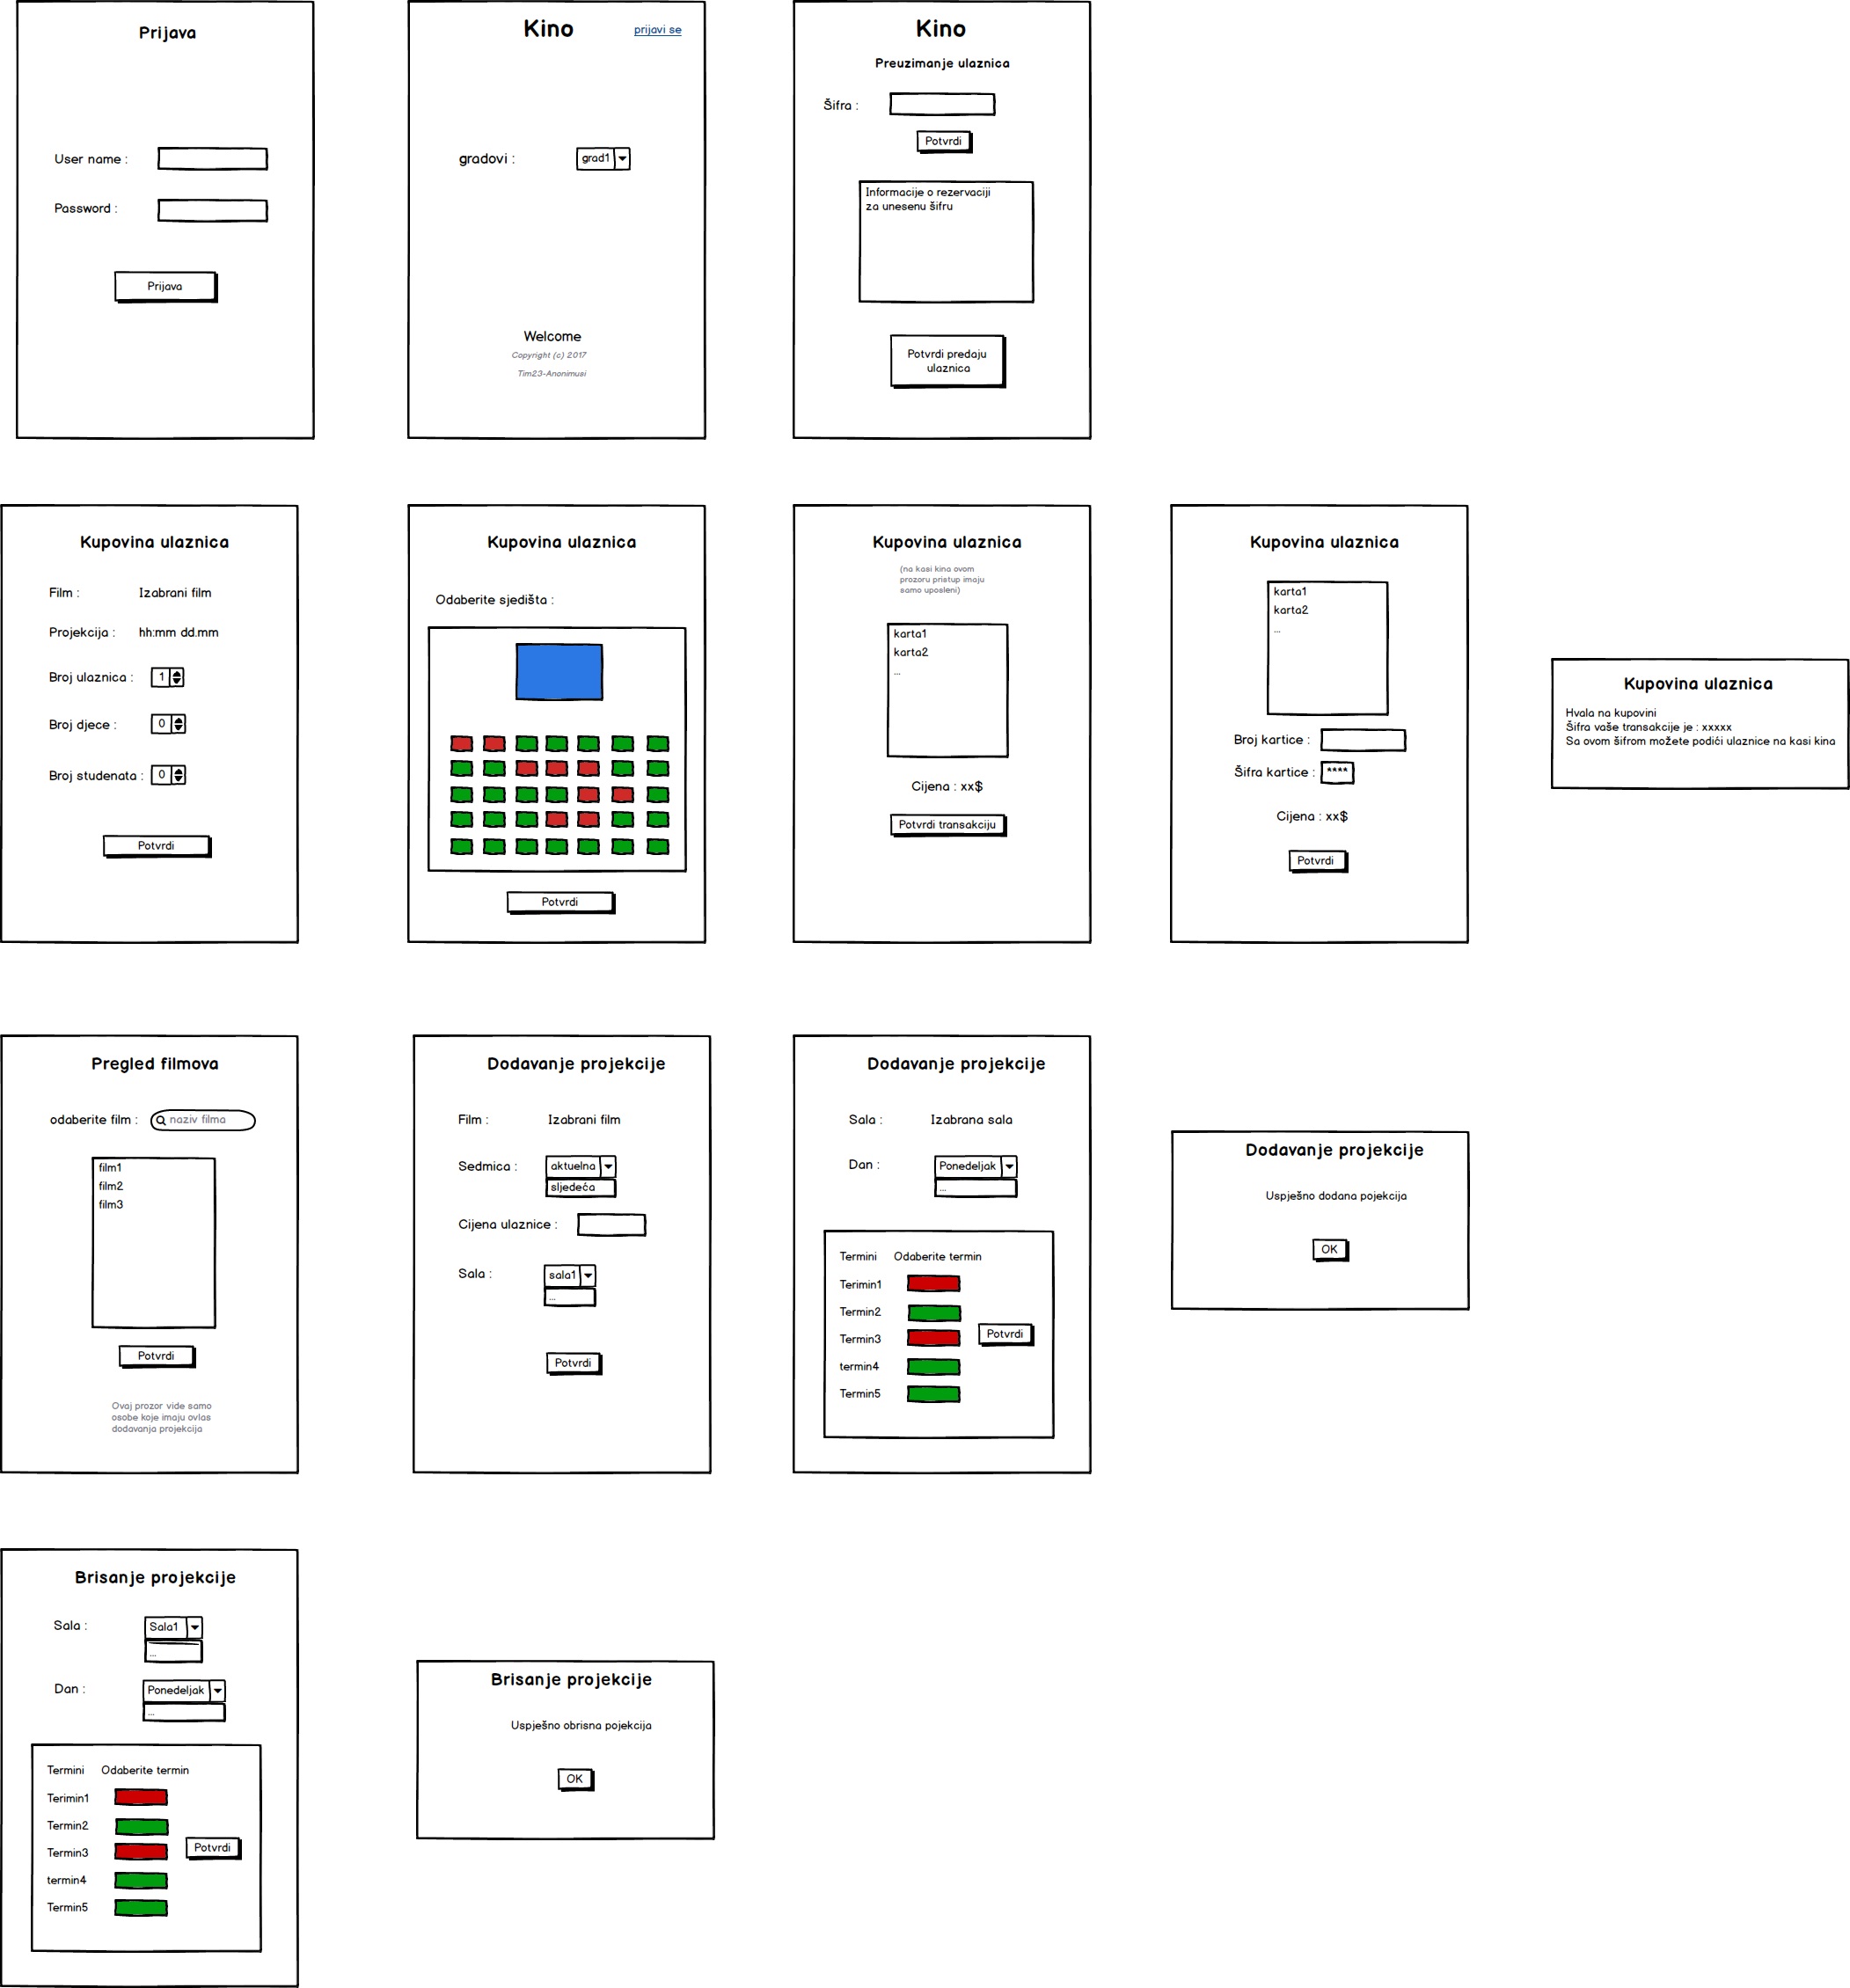 Prijava
User name :
Password :
Prijava
Kino
prijavi se
gradovi :
grad1
Welcome
Copyright (c) 2017
Tim23-Anonimusi
Kino
Preuzimanje ulaznica
Šifra :
Potvrdi
Informacije o rezervaciji
za unesenu šifru
Potvrdi predaju
ulaznica
Kupovina ulaznica
Film :
Izabrani film
Projekcija :
hh:mm dd.mm
Broj ulaznica :
1
Broj djece :
0
Broj studenata :
0
Potvrdi
Kupovina ulaznica
Odaberite sjedišta :
Potvrdi
Kupovina ulaznica
(na kasi kina ovom
prozoru pristup imaju
samo uposleni)
karta1
karta2
...
Cijena : xx$
Potvrdi transakciju
Kupovina ulaznica
karta1
karta2
...
Broj kartice :
Šifra kartice :
****
Cijena : xx$
Potvrdi
Kupovina ulaznica
Hvala na kupovini
Šifra vaše transakcije je : xxxxx
Sa ovom šifrom možete podići ulaznice na kasi kina
Pregled filmova
odaberite film :
naziv filma
film1
film2
film3
Potvrdi
Ovaj prozor vide samo
osobe koje imaju ovlas
dodavanja projekcija
Dodavanje projekcije
Film :
Izabrani film
Sedmica :
aktuelna
sljedeća
Cijena ulaznice :
Sala :
sala1
...
Potvrdi
Dodavanje projekcije
Sala :
Izabrana sala
Dan :
Ponedeljak
...
Termini
Odaberite termin
Terimin1
Termin2
Termin3
termin4
Termin5
Potvrdi
Dodavanje projekcije
Uspješno dodana pojekcija
OK
Brisanje projekcije
Sala :
Sala1
...
Dan :
Ponedeljak
...
Termini
Odaberite termin
Terimin1
Termin2
Termin3
termin4
Termin5
Potvrdi
Brisanje projekcije
Uspješno obrisna pojekcija
OK